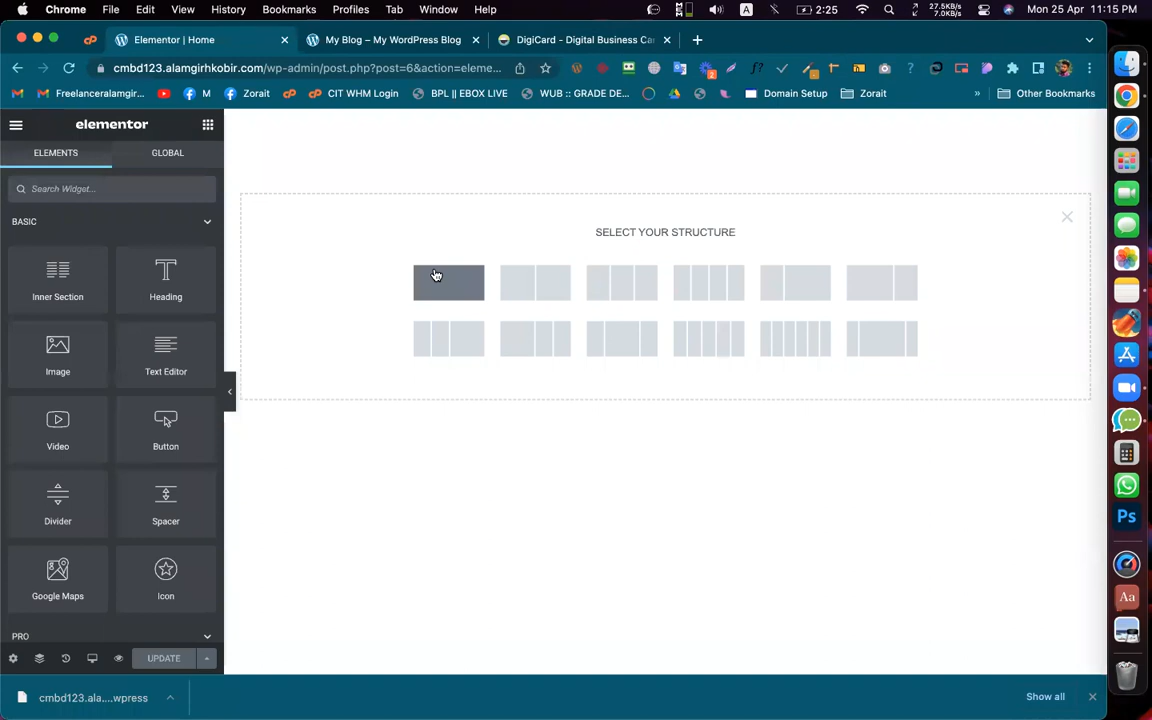 Chrome File Edit View History Bookmarks Profiles Tab Window Help
A 2:25 27.5KB/s 7.0KB/s Mon 25 Apr 11:15 PM
Elementor | Home
My Blog – My WordPress Blog
DigiCard - Digital Business Ca
cmbd123.alamgirhkobir.com/wp-admin/post.php?post=6&action=eleme...
Freelanceralamgir...
M
Zorait
CIT WHM Login
BPL || EBOX LIVE
WUB :: GRADE DE...
Domain Setup
Zorait
»
Other Bookmarks
elementor
ELEMENTS
GLOBAL
Search Widget...
BASIC
Inner Section
Heading
Image
Text Editor
Video
Button
Divider
Spacer
Google Maps
Icon
PRO
UPDATE
SELECT YOUR STRUCTURE
cmbd123.ala....wpress
Show all
Ps
Aa